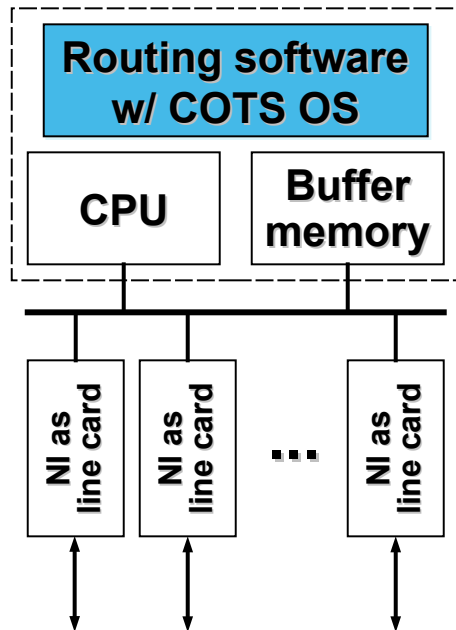 Routing software
w/ COTS OS
CPU
Buffer
memory
NI as
line card
NI as
line card
...
NI as
line card